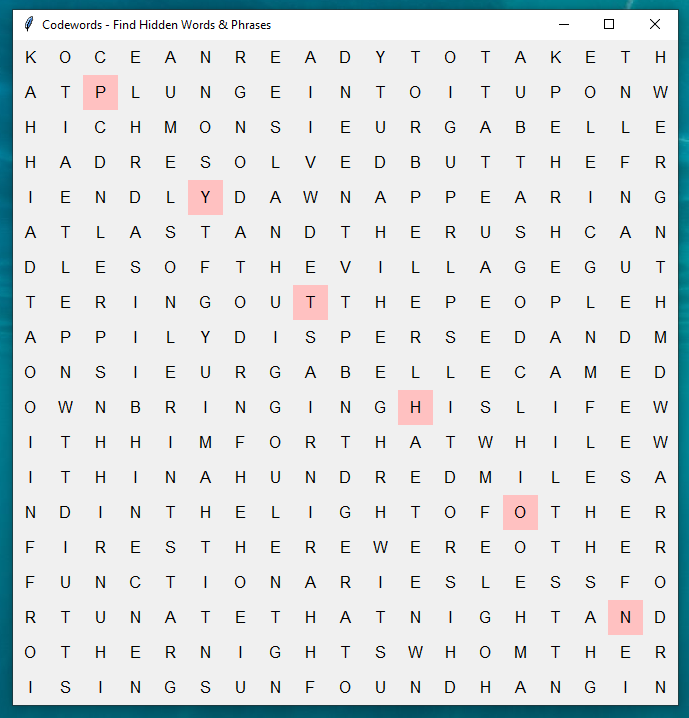 Codewords - Find Hidden Words & Phrases
K O C E A N R E A D Y T O T A K E T H
A T P L U N G E I N T O I T U P O N W
H I C H M O N S I E U R G A B E L L E
H A D R E S O L V E D B U T T H E F R
I E N D L Y D A W N A P P E A R I N G
A T L A S T A N D T H E R U S H C A N
D L E S O F T H E V I L L A G E G U T
T E R I N G O U T T H E P E O P L E H
A P P I L Y D I S P E R S E D A N D M
O N S I E U R G A B E L L E C A M E D
O W N B R I N G I N G H I S L I F E W
I T H H I M F O R T H A T W H I L E W
I T H I N A H U N D R E D M I L E S A
N D I N T H E L I G H T O F O T H E R
F I R E S T H E R E W E R E O T H E R
F U N C T I O N A R I E S L E S S F O
R T U N A T E T H A T N I G H T A N D
O T H E R N I G H T S W H O M T H E R
I S I N G S U N F O U N D H A N G I N